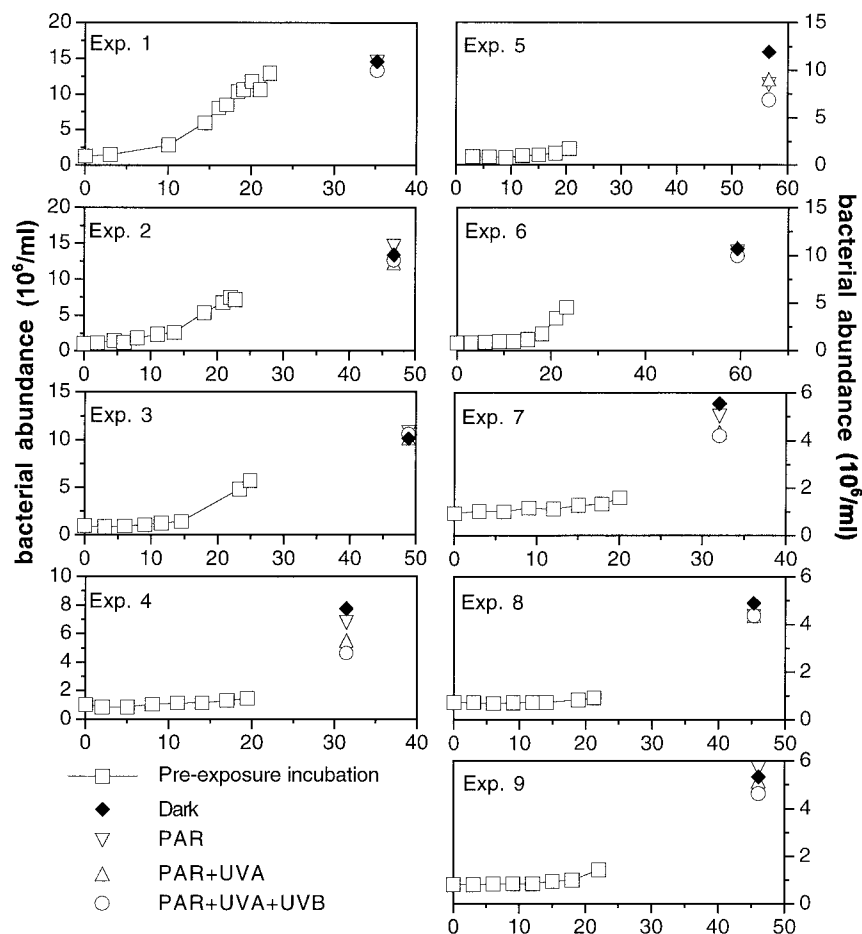 bacterial abundance (10⁶/ml)
bacterial abundance (10⁶/ml)
Exp. 1
20
15
10
5
0
0 10 20 30 40
Exp. 2
20
15
10
5
0
0 10 20 30 40 50
Exp. 3
15
10
5
0
0 10 20 30 40 50
Exp. 4
10
8
6
4
2
0
0 10 20 30 40
Exp. 5
15
10
5
0
0 10 20 30 40 50 60
Exp. 6
15
10
5
0
0 20 40 60
Exp. 7
6
4
2
0
0 10 20 30 40
Exp. 8
6
4
2
0
0 10 20 30 40 50
Exp. 9
6
4
2
0
0 10 20 30 40 50
Pre-exposure incubation
Dark
PAR
PAR+UVA
PAR+UVA+UVB